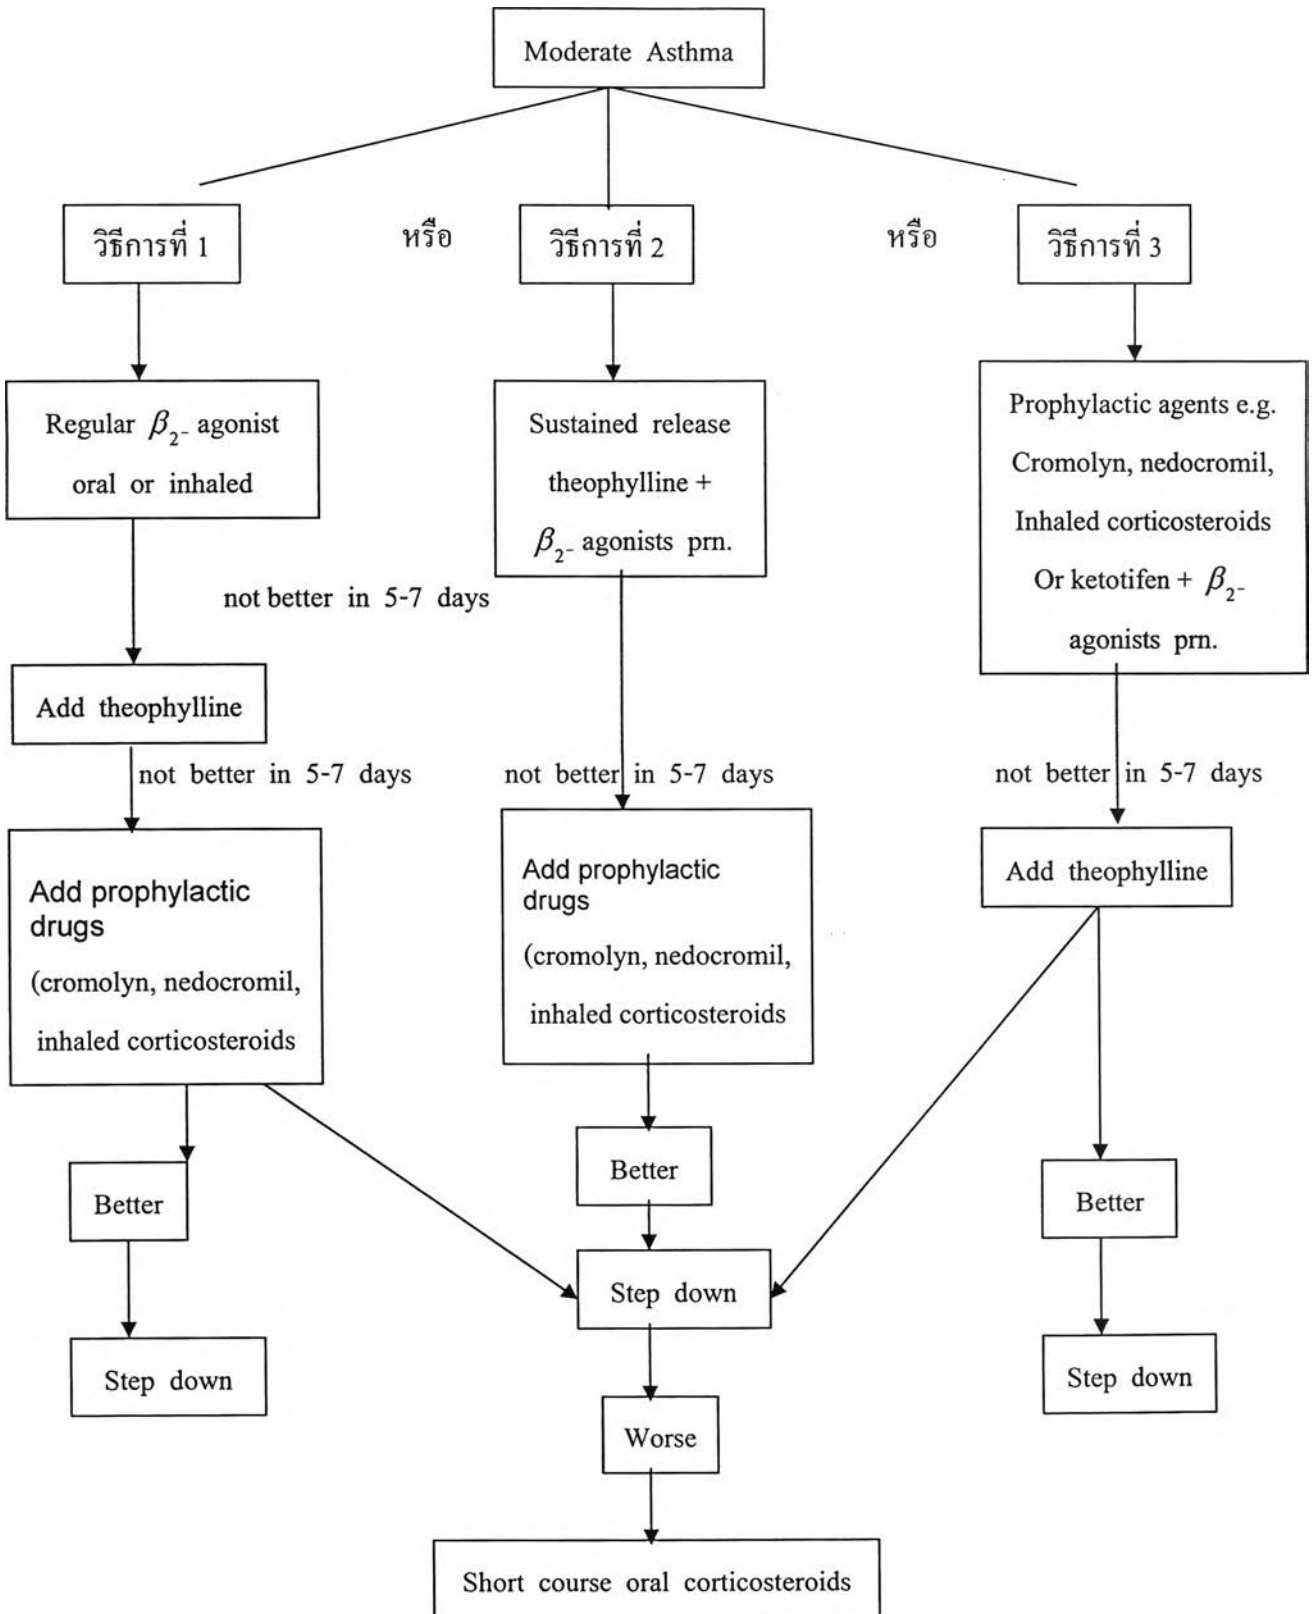 Moderate Asthma
วิธีการที่ 1
หรือ
วิธีการที่ 2
หรือ
วิธีการที่ 3
Regular β2- agonist
oral or inhaled
Sustained release
theophylline +
β2- agonists prn.
Prophylactic agents e.g.
Cromolyn, nedocromil,
Inhaled corticosteroids
Or ketotifen + β2-
agonists prn.
not better in 5-7 days
Add theophylline
not better in 5-7 days
not better in 5-7 days
not better in 5-7 days
Add prophylactic
drugs
(cromolyn, nedocromil,
inhaled corticosteroids
Add prophylactic
drugs
(cromolyn, nedocromil,
inhaled corticosteroids
Add theophylline
Better
Better
Better
Step down
Step down
Step down
Worse
Short course oral corticosteroids